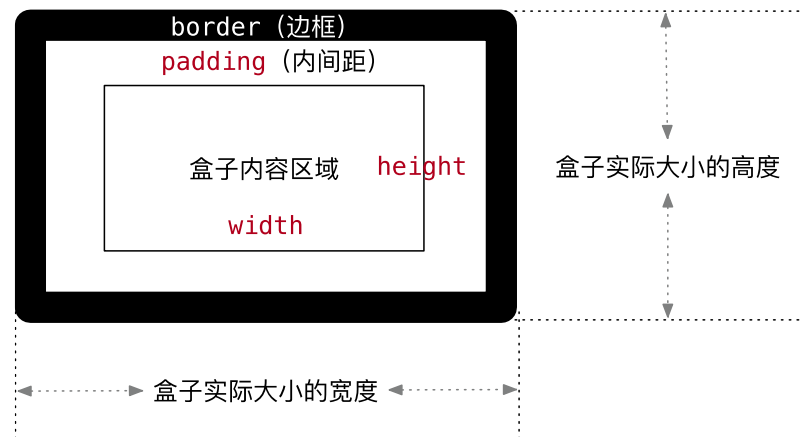 border（边框）
padding（内间距）
盒子内容区域
height
盒子实际大小的高度
width
盒子实际大小的宽度